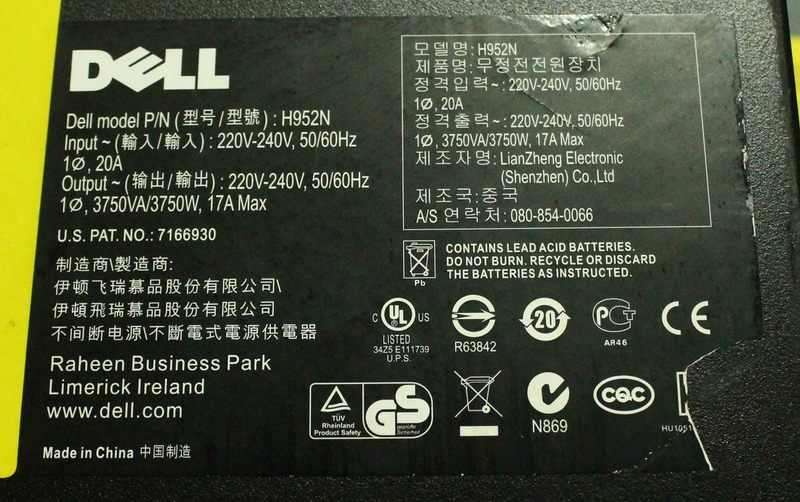 DELL
Dell model P/N (型号/型號) : H952N
Input ~ (輸入/輸入) : 220V-240V, 50/60Hz
1Ø, 20A
Output ~ (输出/輸出) : 220V-240V, 50/60Hz
1Ø, 3750VA/3750W, 17A Max
U.S. PAT. NO.: 7166930
制造商\製造商:
伊顿飞瑞慕品股份有限公司\
伊頓飛瑞慕品股份有限公司
不间断电源\不斷電式電源供電器
Raheen Business Park
Limerick Ireland
www.dell.com
Made in China 中国制造
모델명: H952N
제품명: 무정전전원장치
정격입력~: 220V-240V, 50/60Hz
1Ø, 20A
정격출력~: 220V-240V, 50/60Hz
1Ø, 3750VA/3750W, 17A Max
제조자명: LianZheng Electronic
(Shenzhen) Co.,Ltd
제조국: 중국
A/S 연락처: 080-854-0066
Pb
CONTAINS LEAD ACID BATTERIES.
DO NOT BURN. RECYCLE OR DISCARD
THE BATTERIES AS INSTRUCTED.
C UL US
LISTED
34Z5 E111739
U.P.S.
R63842
20
PCT
AR46
CE
TÜV
Rheinland
Product Safety
GS
geprüfte
Sicherheit
N869
CQC
HU1051